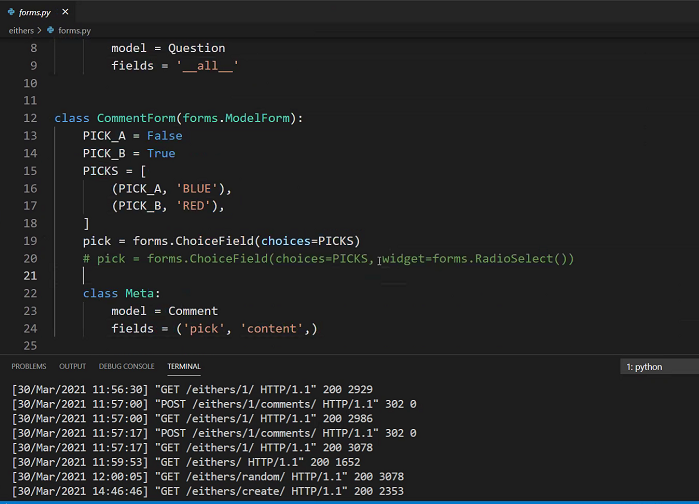 forms.py ×
eithers > forms.py
8 model = Question
9 fields = '__all__'
10
11
12 class CommentForm(forms.ModelForm):
13 PICK_A = False
14 PICK_B = True
15 PICKS = [
16 (PICK_A, 'BLUE'),
17 (PICK_B, 'RED'),
18 ]
19 pick = forms.ChoiceField(choices=PICKS)
20 # pick = forms.ChoiceField(choices=PICKS, widget=forms.RadioSelect())
21
22 class Meta:
23 model = Comment
24 fields = ('pick', 'content',)
25
PROBLEMS OUTPUT DEBUG CONSOLE TERMINAL 1: python
[30/Mar/2021 11:56:30] "GET /eithers/1/ HTTP/1.1" 200 2929
[30/Mar/2021 11:57:00] "POST /eithers/1/comments/ HTTP/1.1" 302 0
[30/Mar/2021 11:57:00] "GET /eithers/1/ HTTP/1.1" 200 2986
[30/Mar/2021 11:57:17] "POST /eithers/1/comments/ HTTP/1.1" 302 0
[30/Mar/2021 11:57:17] "GET /eithers/1/ HTTP/1.1" 200 3078
[30/Mar/2021 11:59:53] "GET /eithers/ HTTP/1.1" 200 1652
[30/Mar/2021 12:00:05] "GET /eithers/random/ HTTP/1.1" 200 3078
[30/Mar/2021 14:46:46] "GET /eithers/create/ HTTP/1.1" 200 2353